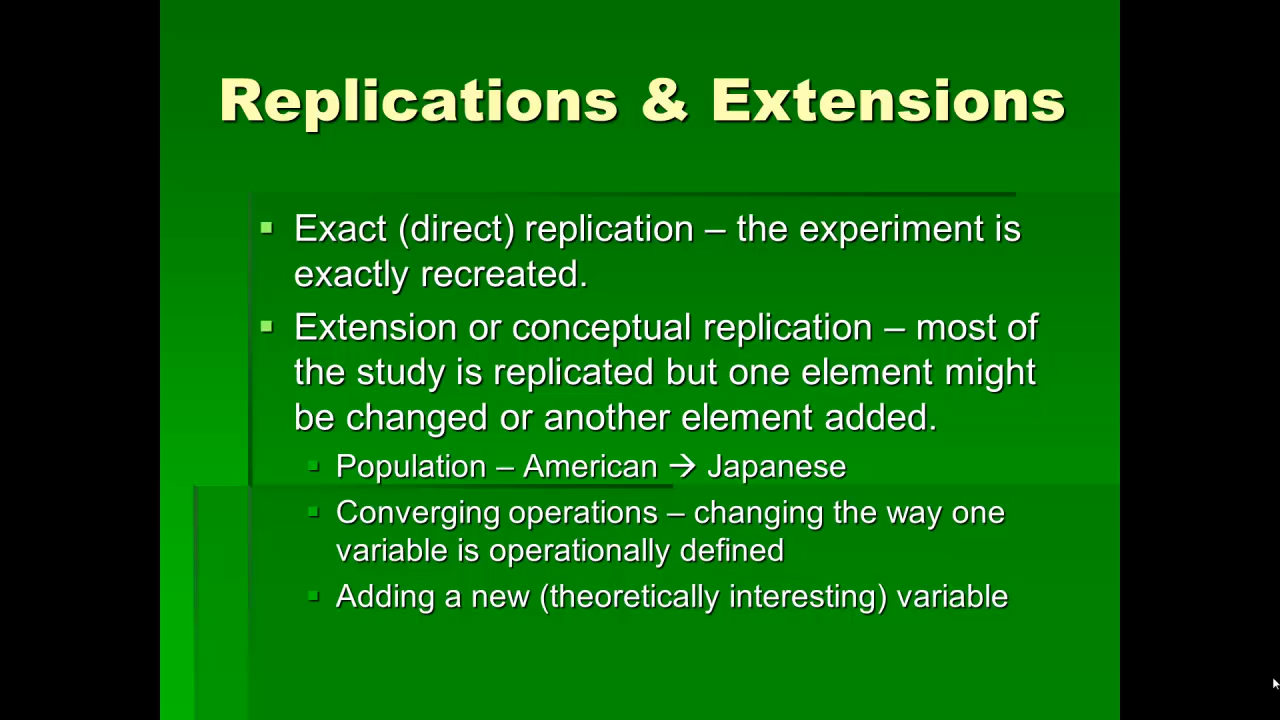 Replications & Extensions
▪ Exact (direct) replication – the experiment is
exactly recreated.
▪ Extension or conceptual replication – most of
the study is replicated but one element might
be changed or another element added.
▪ Population – American → Japanese
▪ Converging operations – changing the way one
variable is operationally defined
▪ Adding a new (theoretically interesting) variable